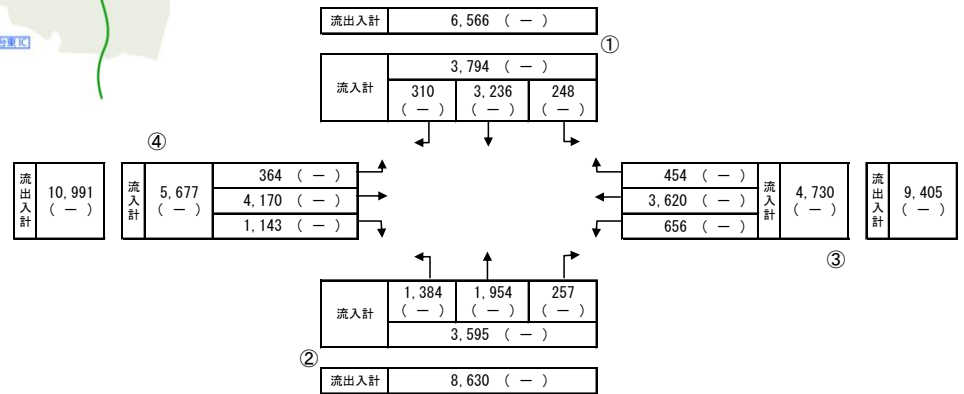 流出入計 6,566 ( － )
①
流入計 3,794 ( － )
310 3,236 248
( － ) ( － ) ( － )
④
流出入計 10,991 ( － )
流入計 5,677 ( － )
364 ( － )
4,170 ( － )
1,143 ( － )
454 ( － )
3,620 ( － )
656 ( － )
流入計 4,730 ( － )
流出入計 9,405 ( － )
③
流入計
1,384 1,954 257
( － ) ( － ) ( － )
3,595 ( － )
②
流出入計 8,630 ( － )